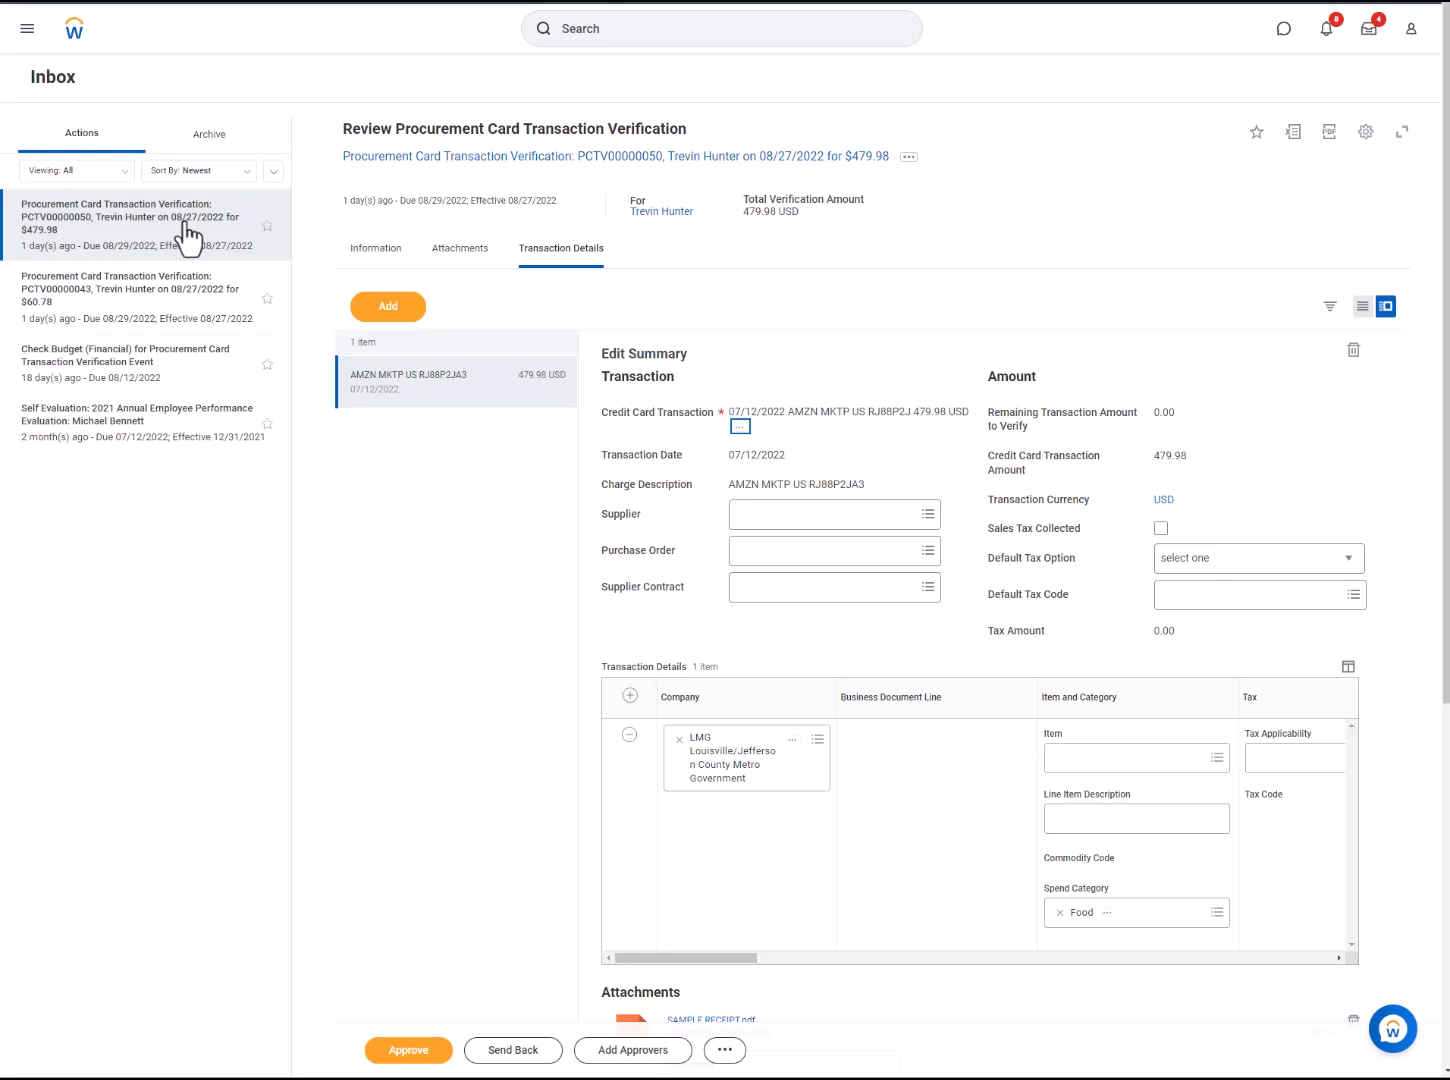 W
Search
8
4
Inbox
Actions
Archive
Viewing: All
Sort By: Newest
Procurement Card Transaction Verification:
PCTV00000050, Trevin Hunter on 08/27/2022 for
$479.98
1 day(s) ago - Due 08/29/2022; Effe 08/27/2022
Procurement Card Transaction Verification:
PCTV00000043, Trevin Hunter on 08/27/2022 for
$60.78
1 day(s) ago - Due 08/29/2022; Effective 08/27/2022
Check Budget (Financial) for Procurement Card
Transaction Verification Event
18 day(s) ago - Due 08/12/2022
Self Evaluation: 2021 Annual Employee Performance
Evaluation: Michael Bennett
2 month(s) ago - Due 07/12/2022; Effective 12/31/2021
Review Procurement Card Transaction Verification
PDF
Procurement Card Transaction Verification: PCTV00000050, Trevin Hunter on 08/27/2022 for $479.98
1 day(s) ago - Due 08/29/2022; Effective 08/27/2022
For
Trevin Hunter
Total Verification Amount
479.98 USD
Information
Attachments
Transaction Details
Add
1 item
AMZN MKTP US RJ88P2JA3 479.98 USD
07/12/2022
Edit Summary
Transaction
Credit Card Transaction * 07/12/2022 AMZN MKTP US RJ88P2J 479.98 USD
...
Transaction Date 07/12/2022
Charge Description AMZN MKTP US RJ88P2JA3
Supplier
Purchase Order
Supplier Contract
Amount
Remaining Transaction Amount
to Verify
0.00
Credit Card Transaction
Amount
479.98
Transaction Currency USD
Sales Tax Collected
Default Tax Option select one
Default Tax Code
Tax Amount 0.00
Transaction Details 1 item
Company
Business Document Line
Item and Category
Tax
LMG
Louisville/Jefferso
n County Metro
Government
...
Item
Line Item Description
Commodity Code
Spend Category
Food ...
Tax Applicability
Tax Code
Attachments
SAMPLE RECEIPT.pdf
Approve
Send Back
Add Approvers
...
W